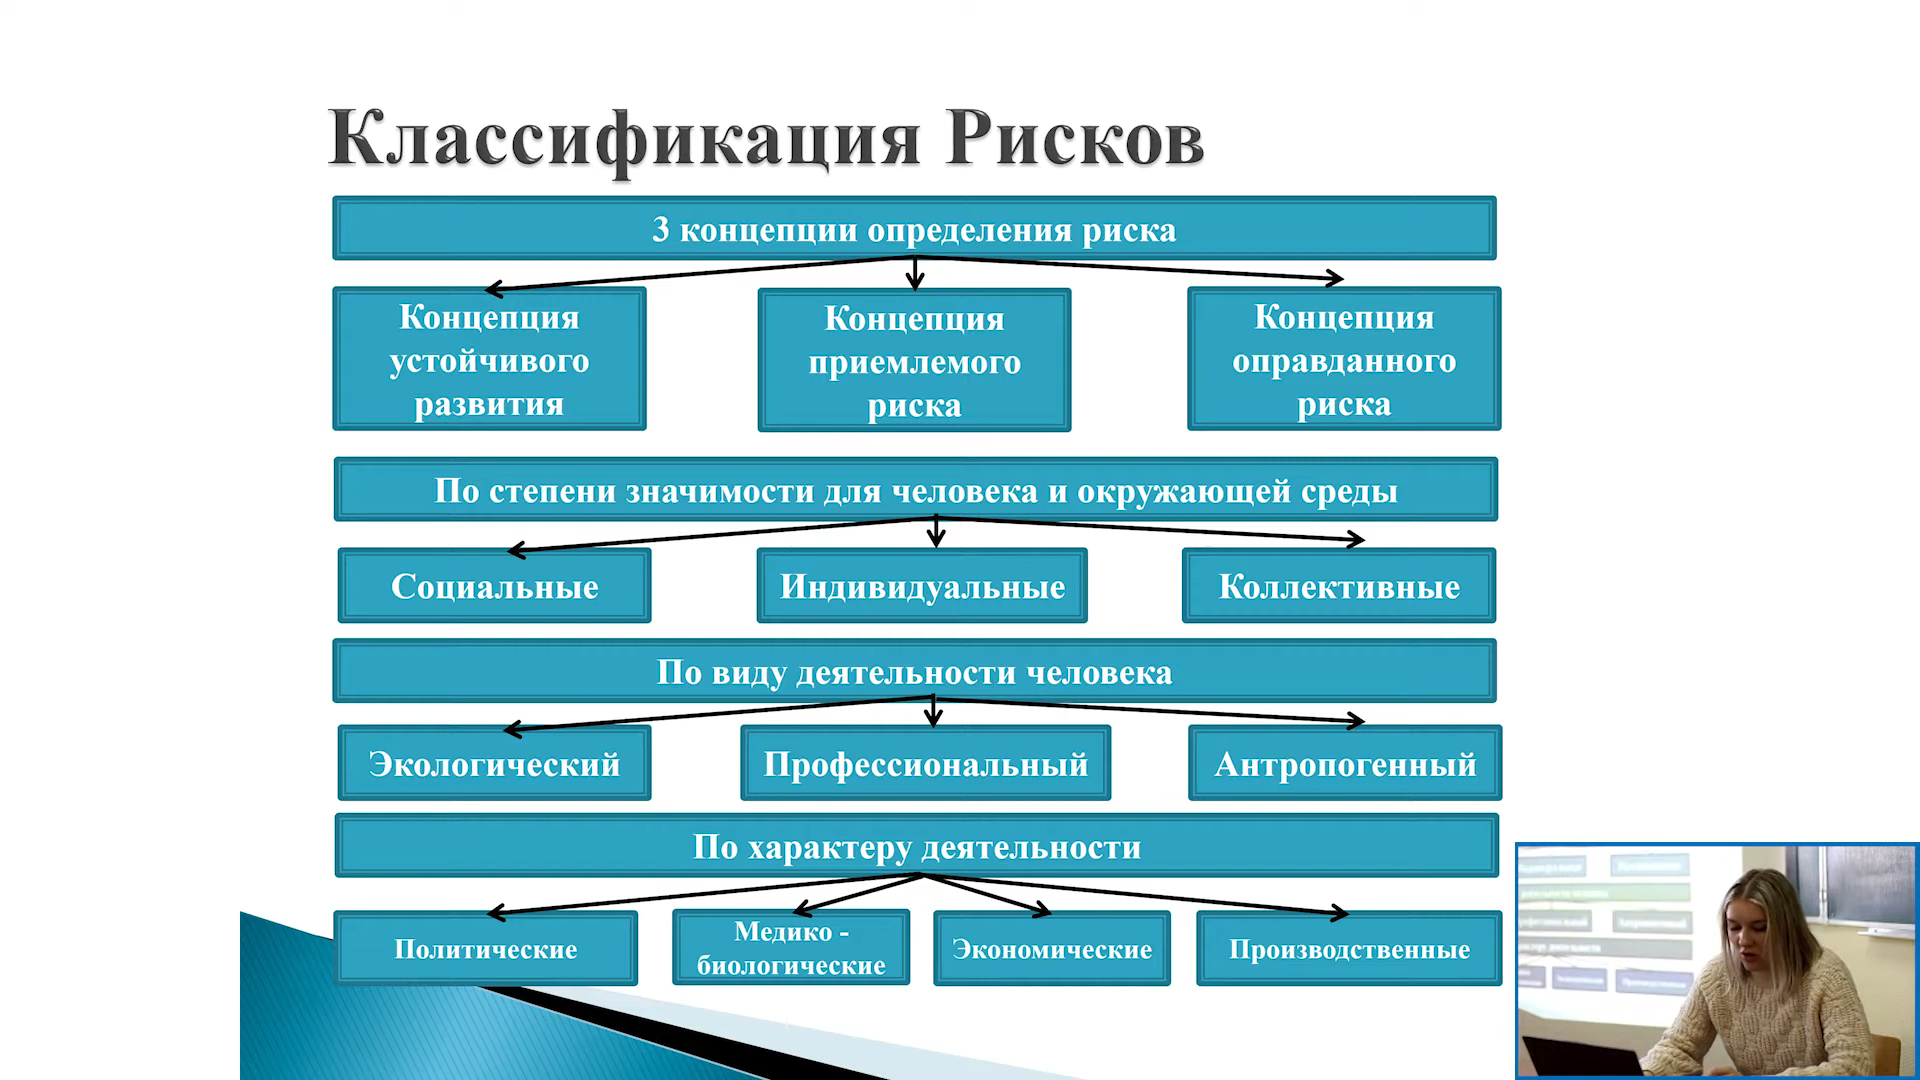 Классификация Рисков
3 концепции определения риска
Концепция
устойчивого
развития
Концепция
приемлемого
риска
Концепция
оправданного
риска
По степени значимости для человека и окружающей среды
Социальные
Индивидуальные
Коллективные
По виду деятельности человека
Экологический
Профессиональный
Антропогенный
По характеру деятельности
Политические
Медико -
биологические
Экономические
Производственные